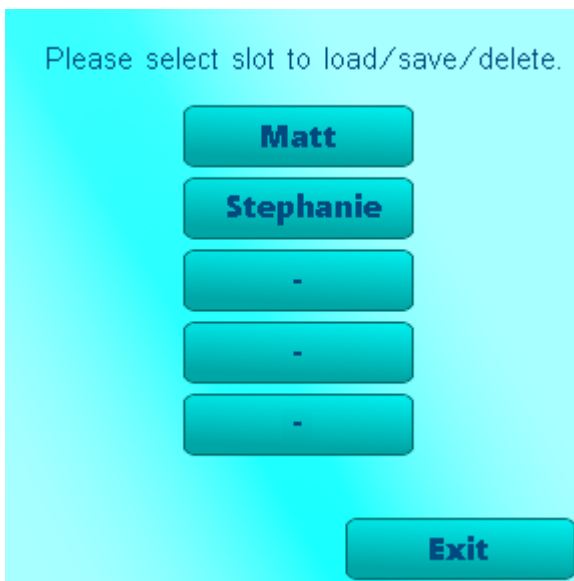 Please select slot to load/save/delete.
Matt
Stephanie
-
-
-
Exit